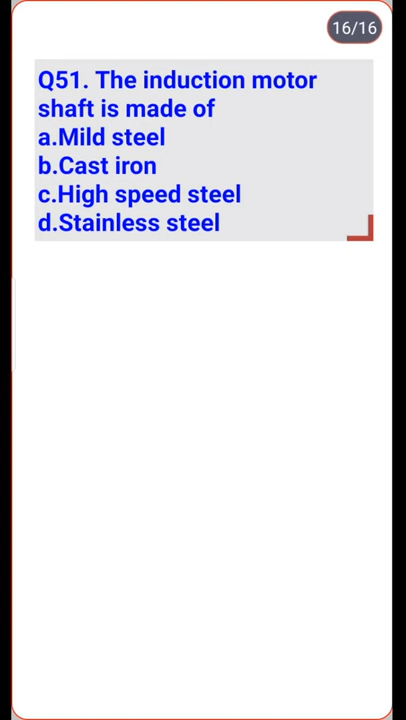 16/16
Q51. The induction motor
shaft is made of
a.Mild steel
b.Cast iron
c.High speed steel
d.Stainless steel